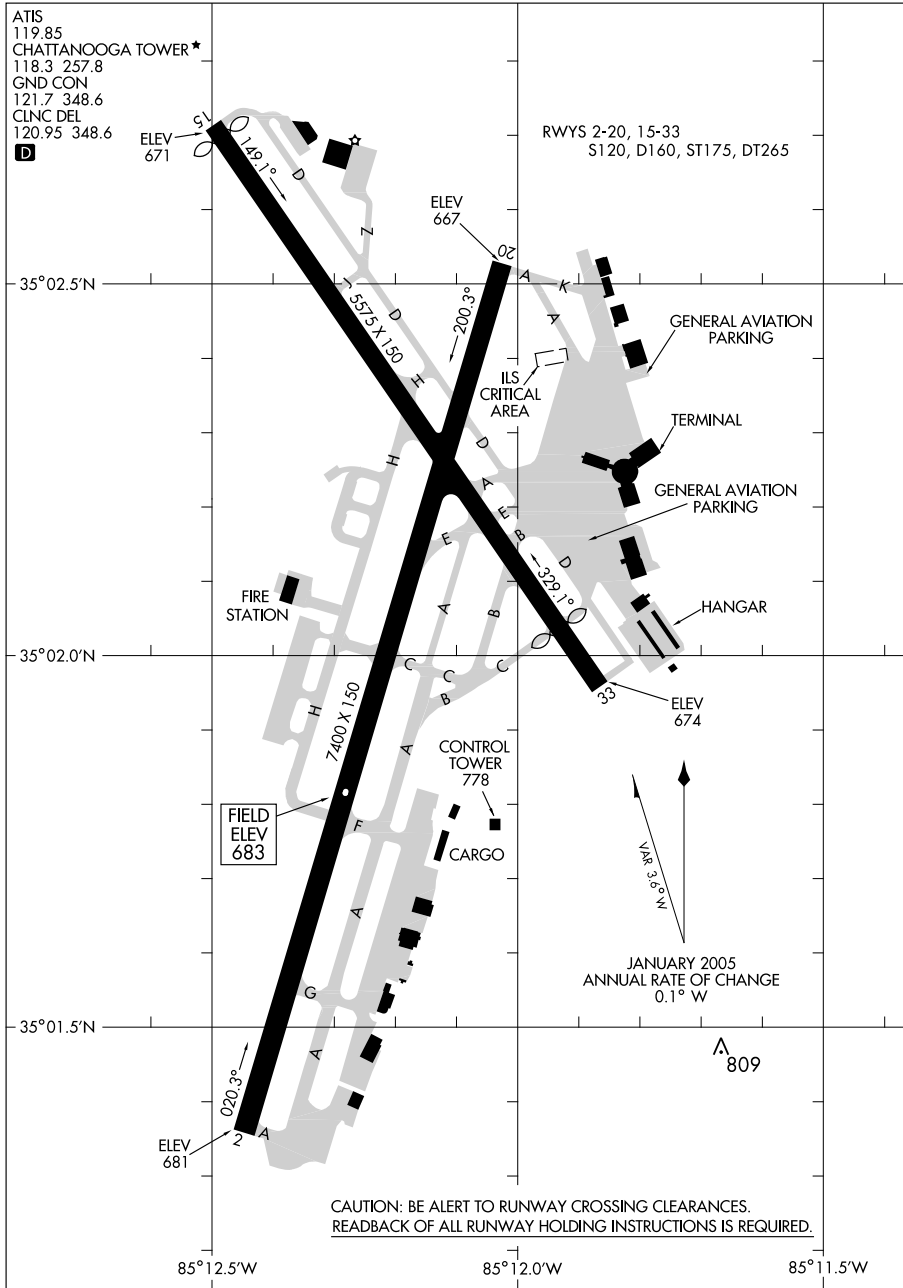 ATIS
119.85
CHATTANOOGA TOWER
118.3 257.8
GND CON
121.7 348.6
CLNC DEL
120.95 348.6
D
15
ELEV
671
149.1°
D
Z
RWYS 2-20, 15-33
S120, D160, ST175, DT265
ELEV
667
20
A
K
A
35°02.5'N
J
D
5575 X 150
200.3°
H
ILS
CRITICAL
AREA
GENERAL AVIATION
PARKING
TERMINAL
D
H
A
E
B
E
D
GENERAL AVIATION
PARKING
329.1°
FIRE
STATION
A
B
HANGAR
35°02.0'N
C
C
C
B
33
ELEV
674
H
7400 X 150
A
CONTROL
TOWER
778
FIELD
ELEV
683
F
CARGO
VAR 3.6° W
A
JANUARY 2005
ANNUAL RATE OF CHANGE
0.1° W
G
35°01.5'N
A
809
020.3°
2
A
ELEV
681
CAUTION: BE ALERT TO RUNWAY CROSSING CLEARANCES.
READBACK OF ALL RUNWAY HOLDING INSTRUCTIONS IS REQUIRED.
85°12.5'W
85°12.0'W
85°11.5'W